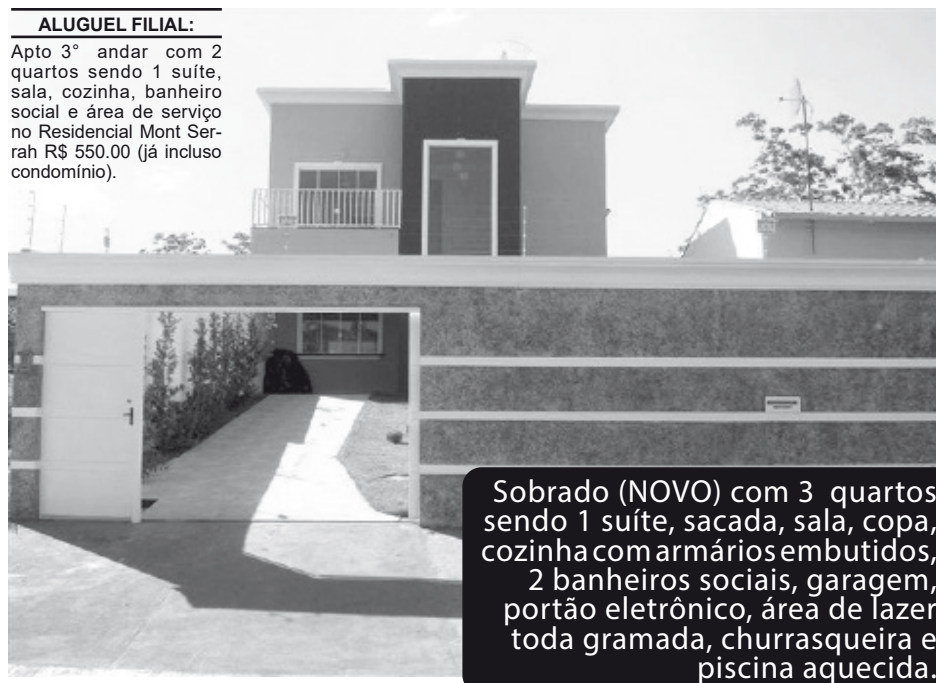 ALUGUEL FILIAL:
Apto 3° andar com 2
quartos sendo 1 suíte,
sala, cozinha, banheiro
social e área de serviço
no Residencial Mont Ser-
rah R$ 550.00 (já incluso
condomínio).
Sobrado (NOVO) com 3 quartos
sendo 1 suíte, sacada, sala, copa,
cozinha com armários embutidos,
2 banheiros sociais, garagem,
portão eletrônico, área de lazer
toda gramada, churrasqueira e
piscina aquecida.